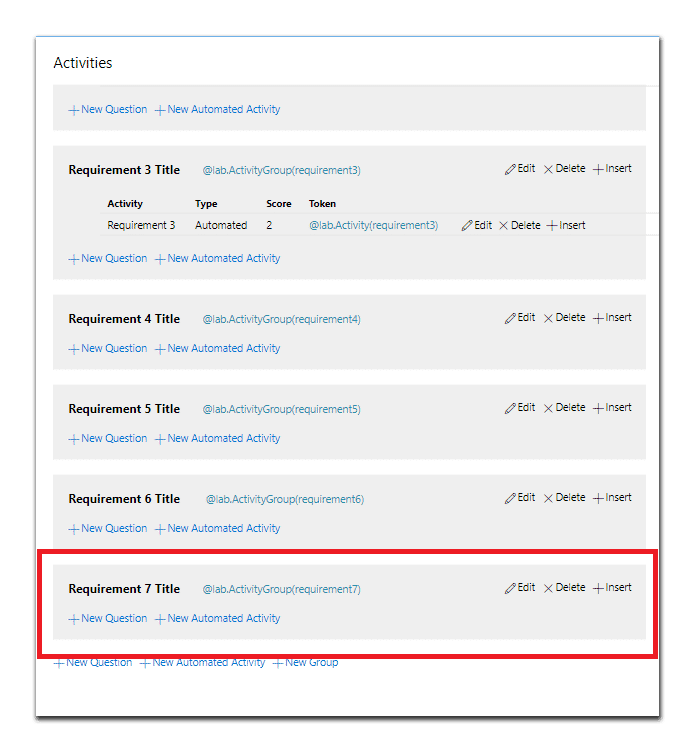 Activities
+New Question +New Automated Activity
Requirement 3 Title @lab.ActivityGroup(requirement3) Edit Delete Insert
Activity Type Score Token
Requirement 3 Automated 2 @lab.Activity(requirement3) Edit Delete Insert
+New Question +New Automated Activity
Requirement 4 Title @lab.ActivityGroup(requirement4) Edit Delete Insert
+New Question +New Automated Activity
Requirement 5 Title @lab.ActivityGroup(requirement5) Edit Delete Insert
+New Question +New Automated Activity
Requirement 6 Title @lab.ActivityGroup(requirement6) Edit Delete Insert
+New Question +New Automated Activity
Requirement 7 Title @lab.ActivityGroup(requirement7) Edit Delete Insert
+New Question +New Automated Activity
+New Question +New Automated Activity +New Group